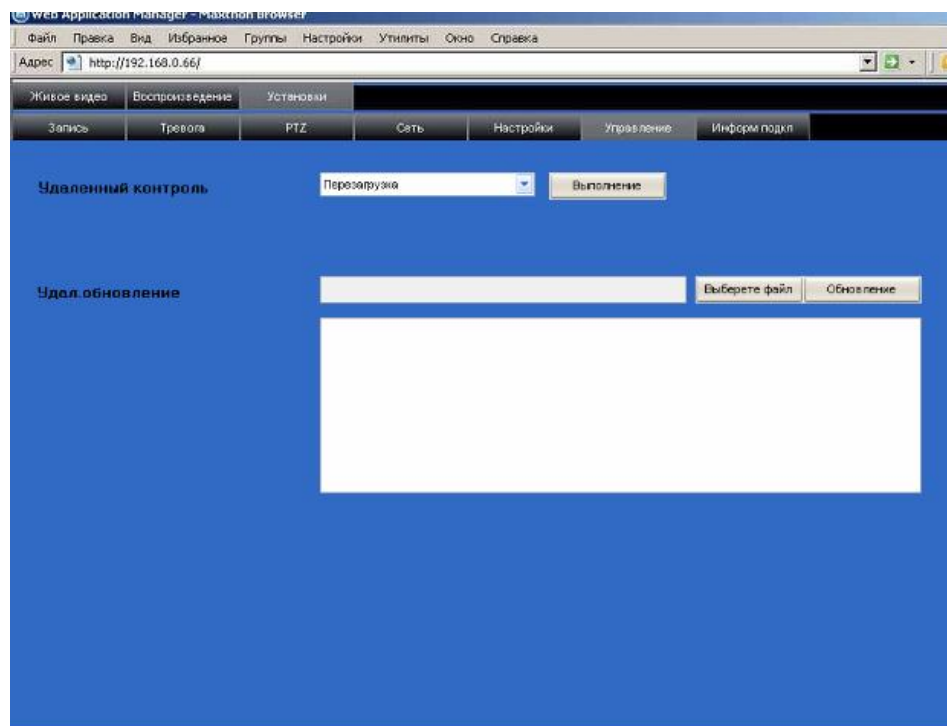 Web Application Manager - Maxthon Browser
Файл Правка Вид Избранное Группы Настройки Утилиты Окно Справка
Адрес http://192.168.0.66/
Живое видео Воспроизведение Установки
Запись Тревога PTZ Сеть Настройки Управление Информ подкл
Удаленный контроль Перезагрузка Выполнение
Удал.обновление Выберете файл Обновление